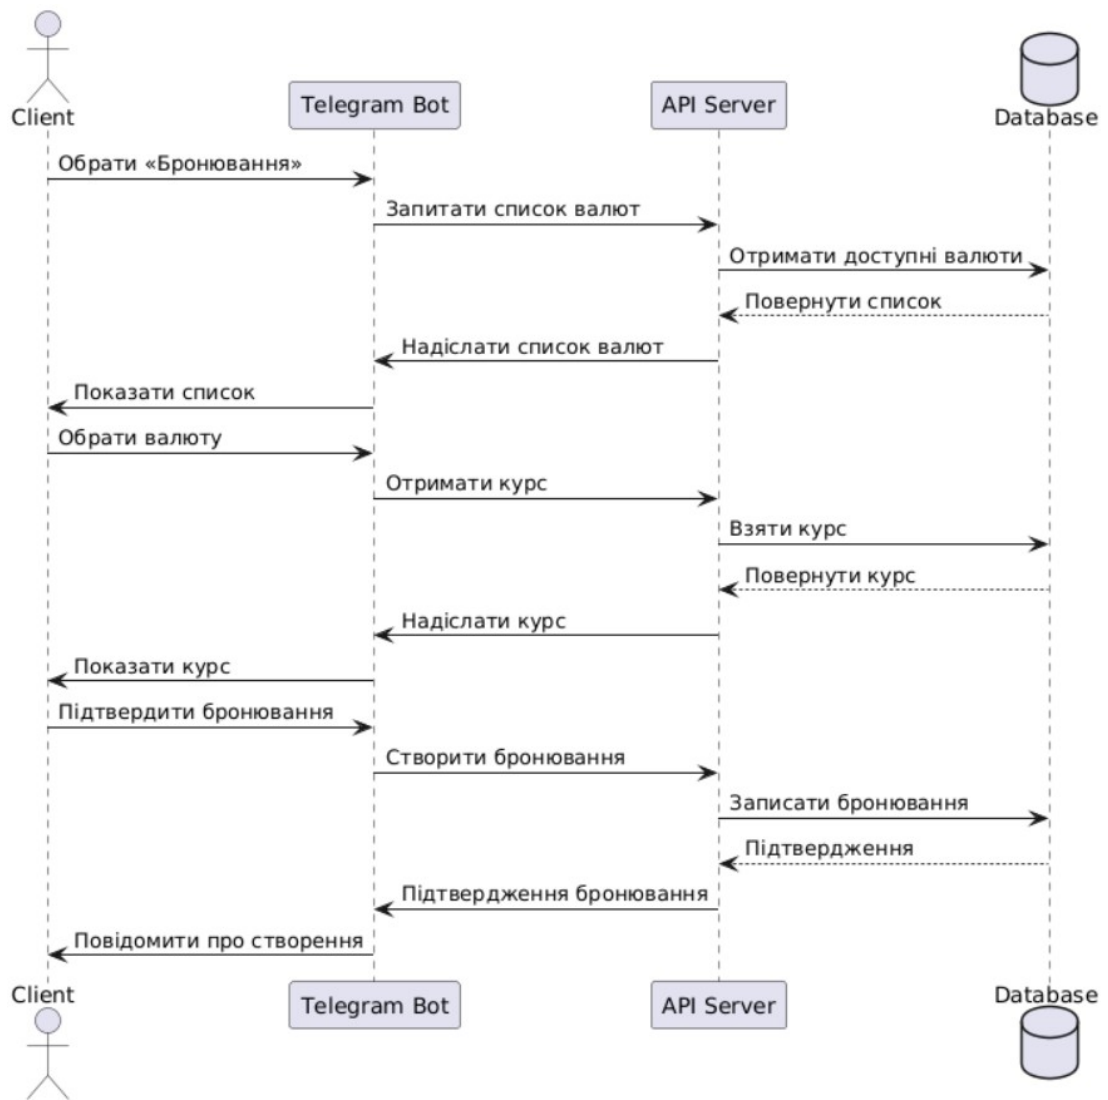 Client
Telegram Bot
API Server
Database
Обрати «Бронювання»
Запитати список валют
Отримати доступні валюти
Повернути список
Надіслати список валют
Показати список
Обрати валюту
Отримати курс
Взяти курс
Повернути курс
Надіслати курс
Показати курс
Підтвердити бронювання
Створити бронювання
Записати бронювання
Підтвердження
Підтвердження бронювання
Повідомити про створення
Client
Telegram Bot
API Server
Database